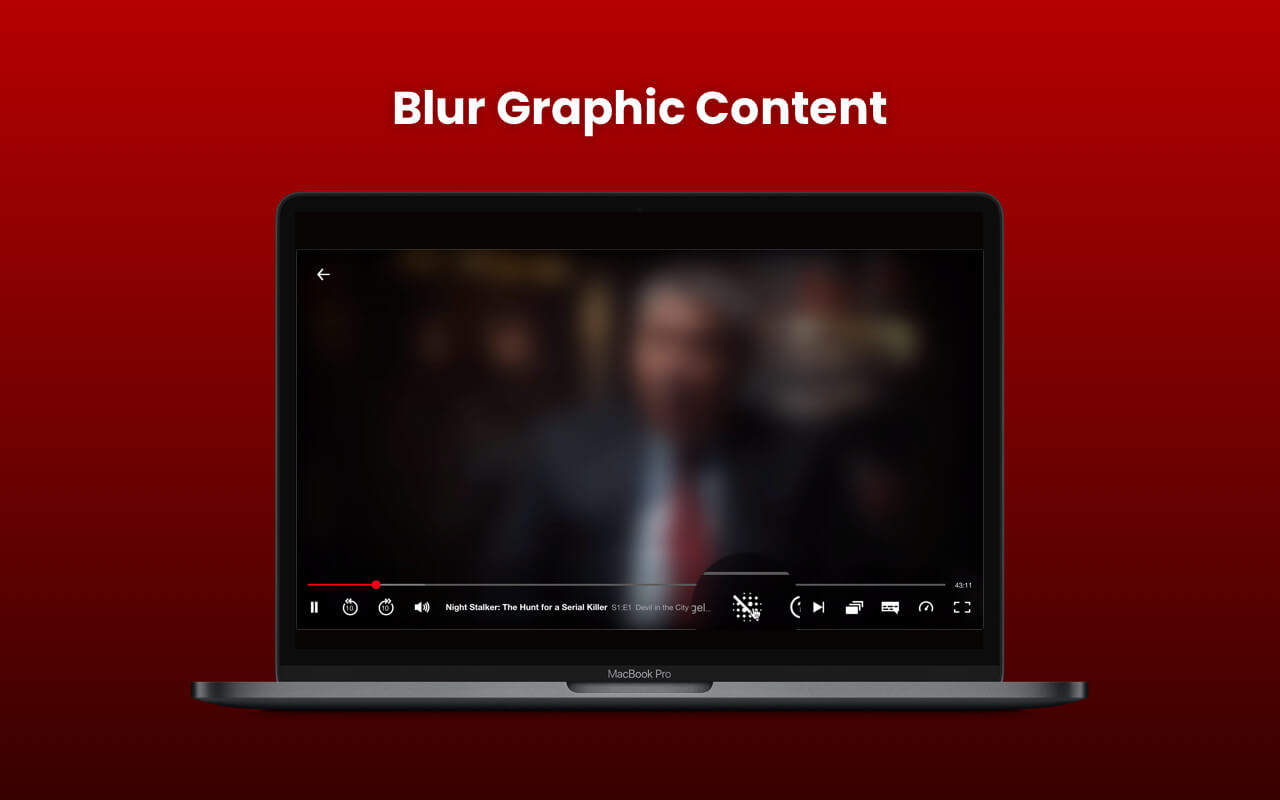 Blur Graphic Content
43:11
10
10
Night Stalker: The Hunt for a Serial Killer S1:E1 Devil in the City gel...
MacBook Pro